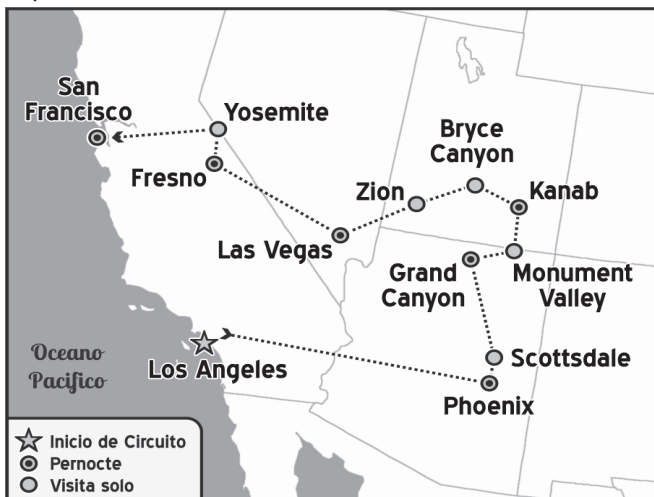 San
Francisco
Yosemite
Fresno
Las Vegas
Zion
Bryce
Canyon
Kanab
Grand
Canyon
Monument
Valley
Scottsdale
Phoenix
Los Angeles
Oceano
Pacifico
Inicio de Circuito
Pernocte
Visita solo